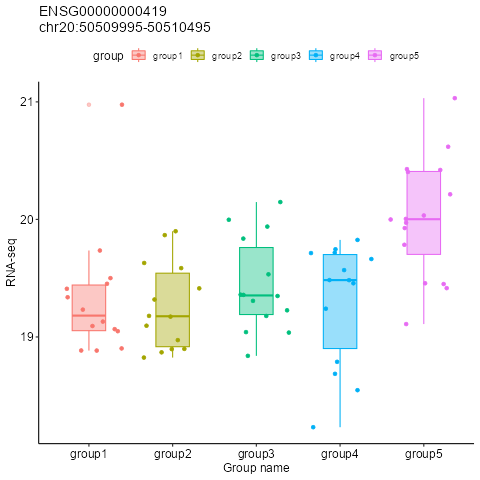 ENSG00000000419
chr20:50509995-50510495
group group1 group2 group3 group4 group5
21
20
19
RNA-seq
group1 group2 group3 group4 group5
Group name